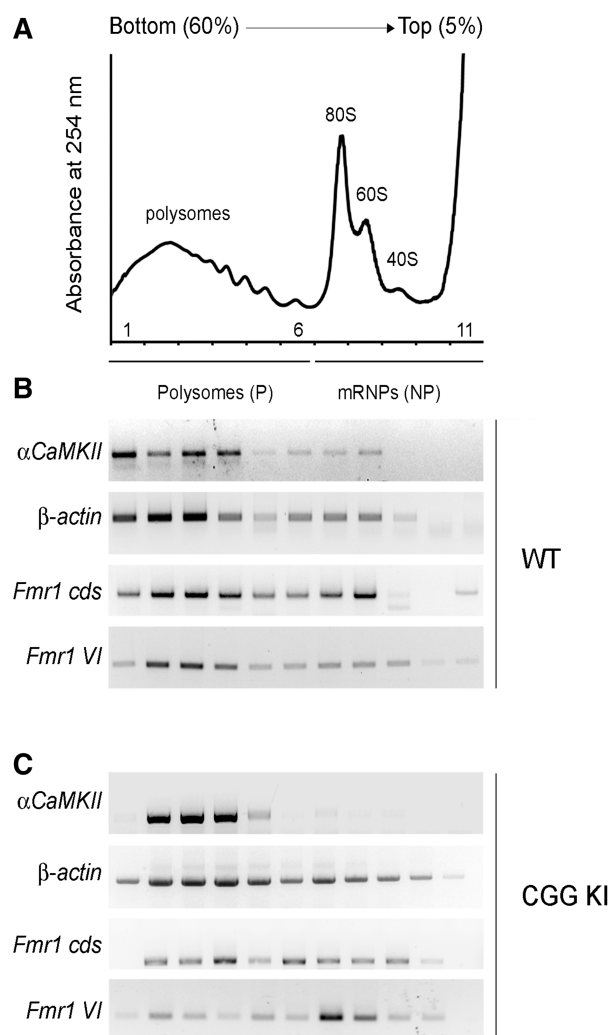 A
Bottom (60%) Top (5%)
Absorbance at 254 nm
80S
60S
polysomes
40S
1 6 11
B
Polysomes (P) mRNPs (NP)
αCaMKII
β-actin
Fmr1 cds
Fmr1 VI
WT
C
αCaMKII
β-actin
Fmr1 cds
Fmr1 VI
CGG KI